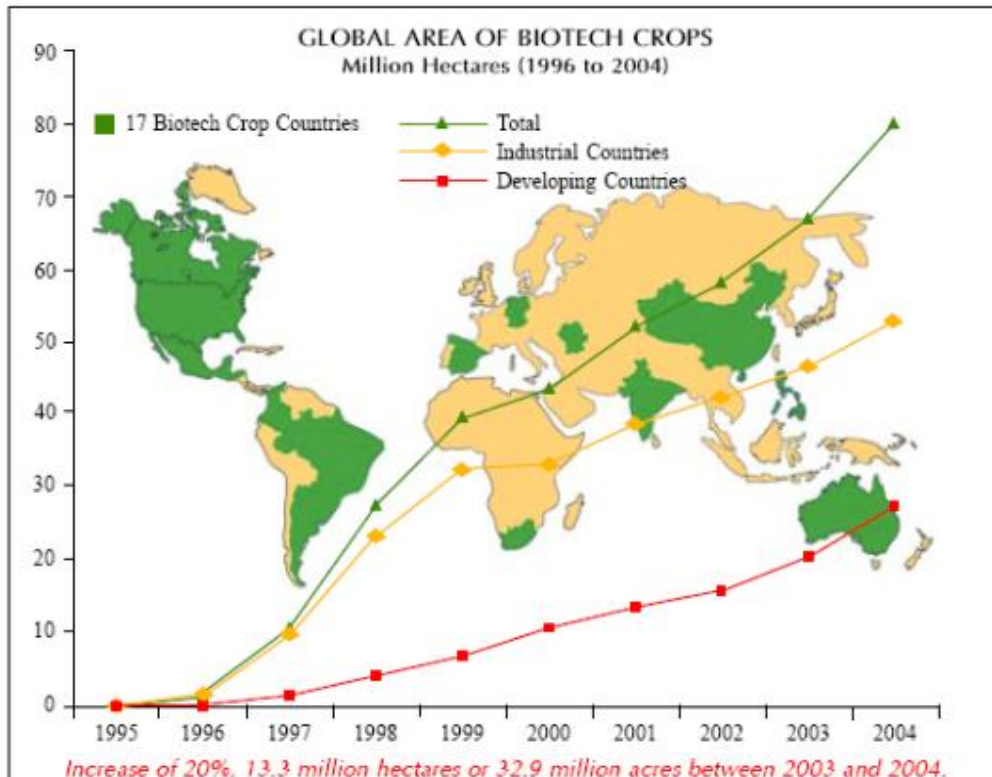 GLOBAL AREA OF BIOTECH CROPS
Million Hectares (1996 to 2004)
17 Biotech Crop Countries
Total
Industrial Countries
Developing Countries
90
80
70
60
50
40
30
20
10
0
1995 1996 1997 1998 1999 2000 2001 2002 2003 2004
Increase of 20%, 13.3 million hectares or 32.9 million acres between 2003 and 2004.